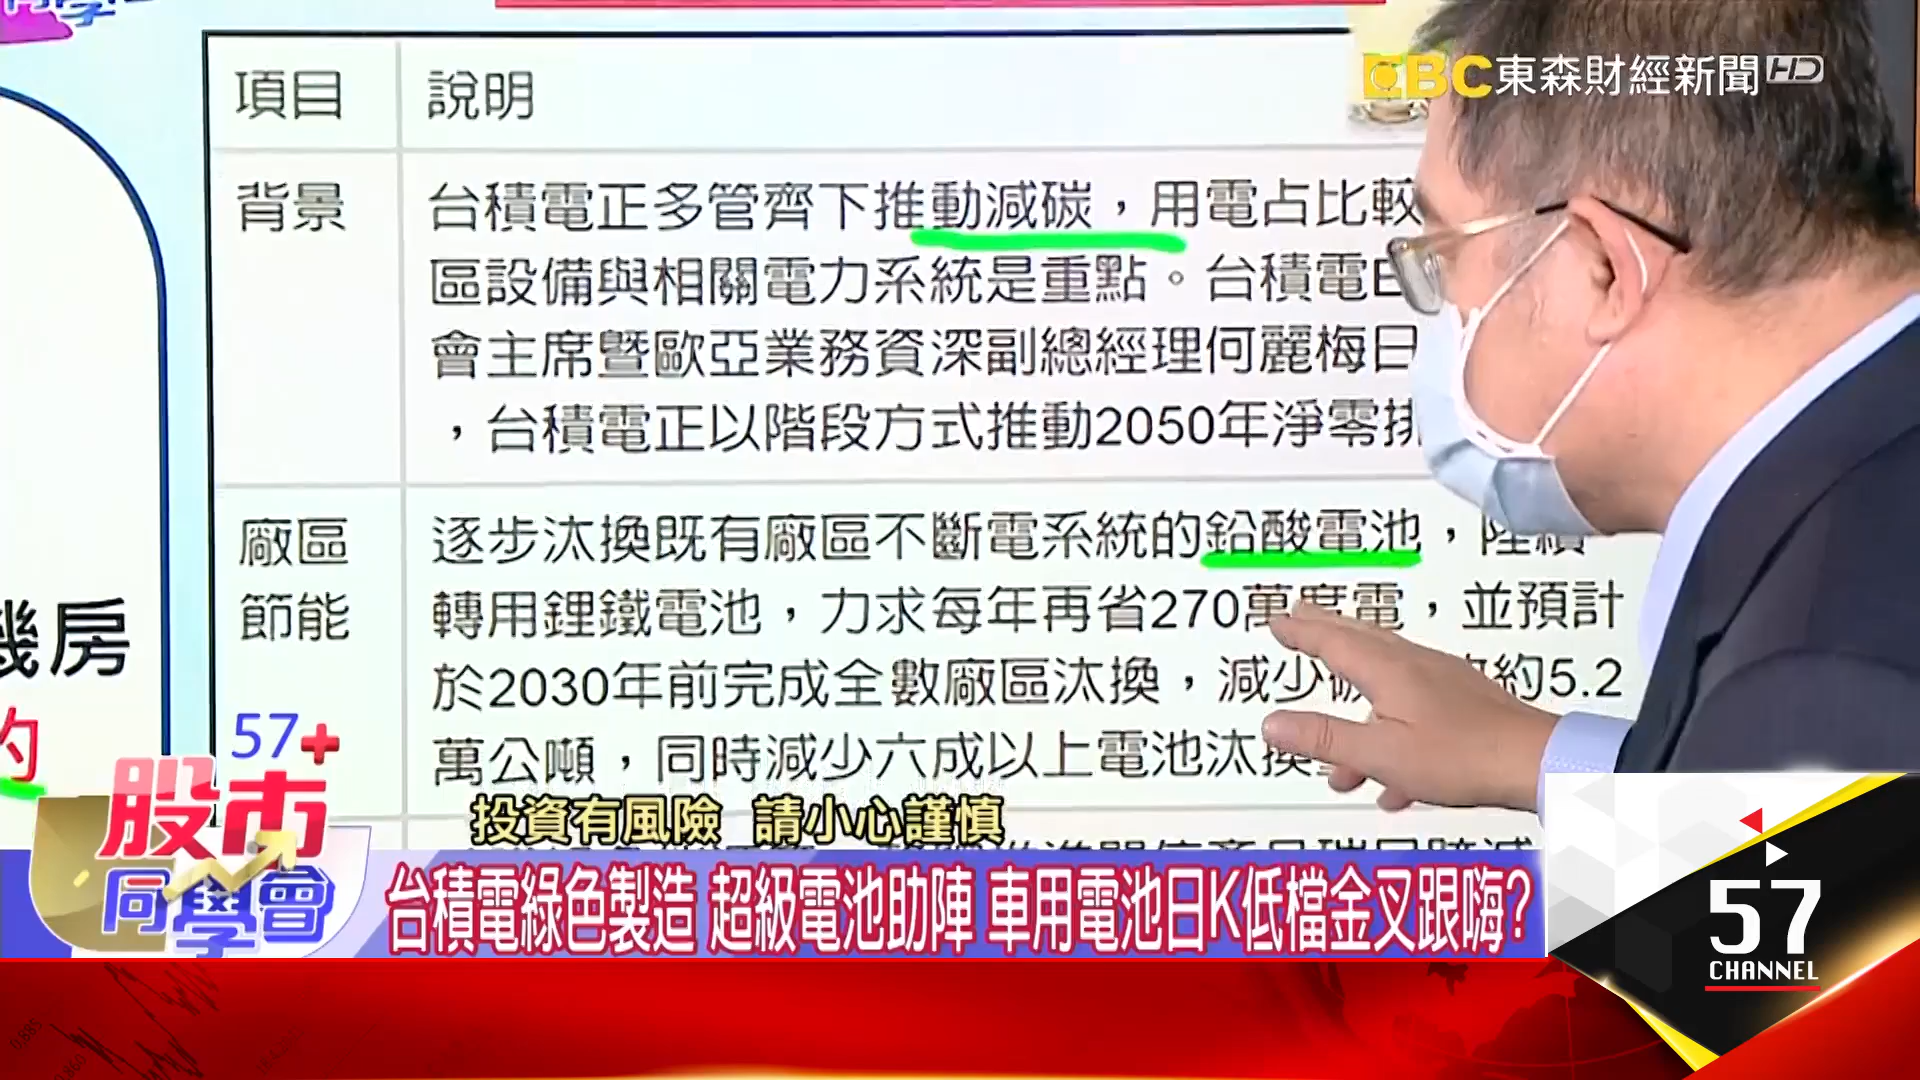 EBC東森財經新聞HD
項目 說明
背景 台積電正多管齊下推動減碳，用電占比較
區設備與相關電力系統是重點。台積電
會主席暨歐亞業務資深副總經理何麗梅日
，台積電正以階段方式推動2050年淨零排
廠區 逐步汰換既有廠區不斷電系統的鉛酸電池，陸續
節能 轉用鋰鐵電池，力求每年再省270萬度電，並預計
於2030年前完成全數廠區汰換，減少碳 約5.2
萬公噸，同時減少六成以上電池汰換
機房
的
57+
股市
同學會
投資有風險 請小心謹慎
台積電綠色製造 超級電池助陣 車用電池日K低檔金叉跟嗨?
57
CHANNEL